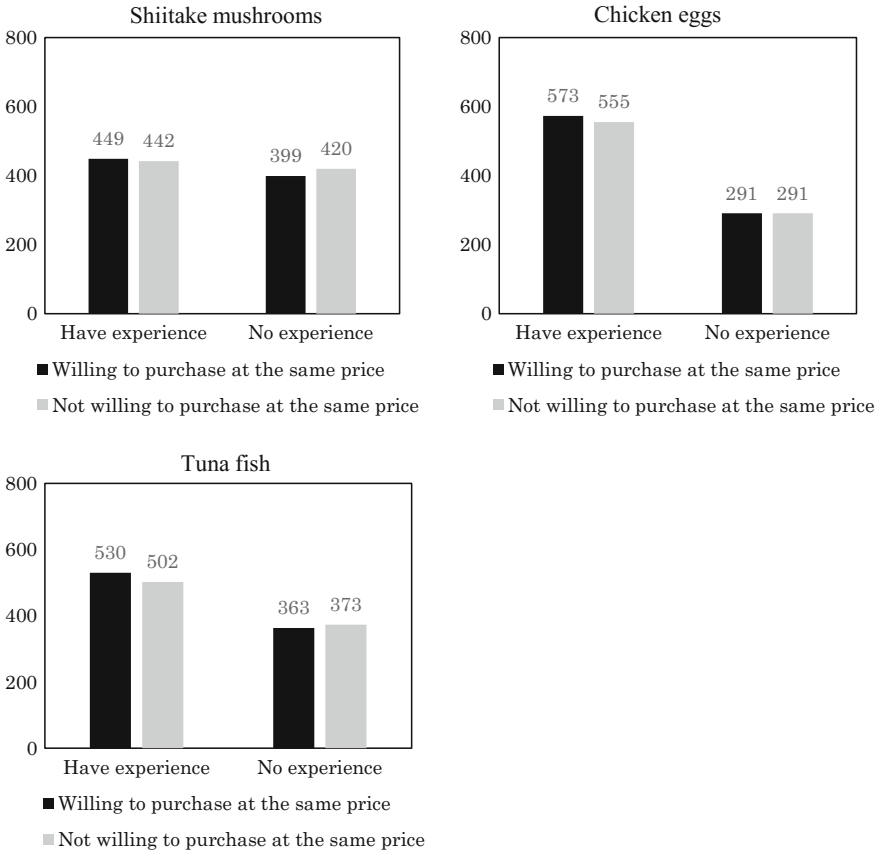 Shiitake mushrooms
800
600
400
200
0
449
442
399
420
Have experience
No experience
Willing to purchase at the same price
Not willing to purchase at the same price
Chicken eggs
800
600
400
200
0
573
555
291
291
Have experience
No experience
Willing to purchase at the same price
Not willing to purchase at the same price
Tuna fish
800
600
400
200
0
530
502
363
373
Have experience
No experience
Willing to purchase at the same price
Not willing to purchase at the same price